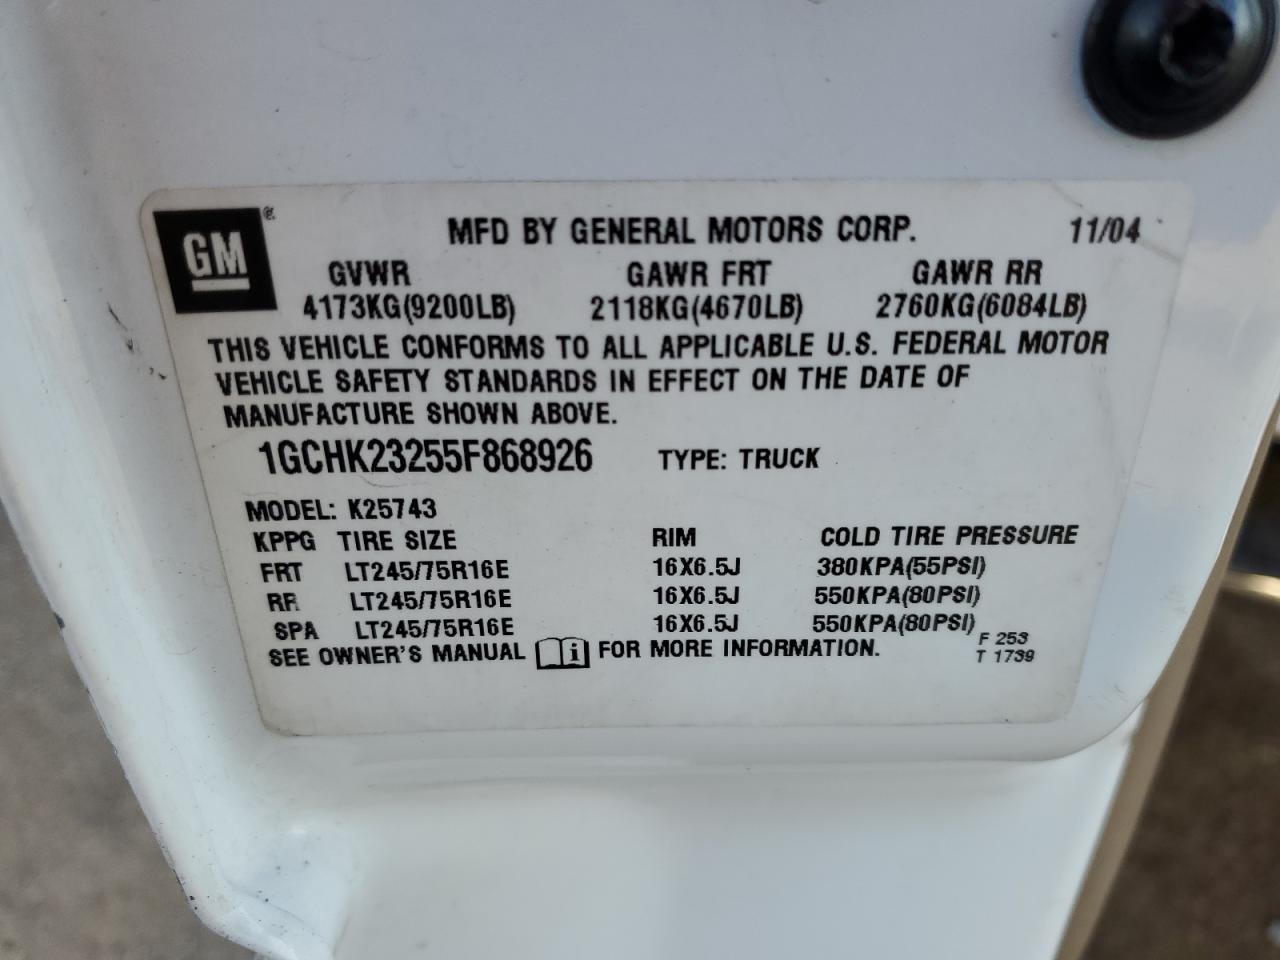 GM ®
MFD BY GENERAL MOTORS CORP. 11/04
GVWR GAWR FRT GAWR RR
4173KG(9200LB) 2118KG(4670LB) 2760KG(6084LB)
THIS VEHICLE CONFORMS TO ALL APPLICABLE U.S. FEDERAL MOTOR
VEHICLE SAFETY STANDARDS IN EFFECT ON THE DATE OF
MANUFACTURE SHOWN ABOVE.
1GCHK23255F868926 TYPE: TRUCK
MODEL: K25743
KPPG TIRE SIZE RIM COLD TIRE PRESSURE
FRT LT245/75R16E 16X6.5J 380KPA(55PSI)
RR LT245/75R16E 16X6.5J 550KPA(80PSI)
SPA LT245/75R16E 16X6.5J 550KPA(80PSI)
SEE OWNER'S MANUAL i FOR MORE INFORMATION.
F 253
T 1739